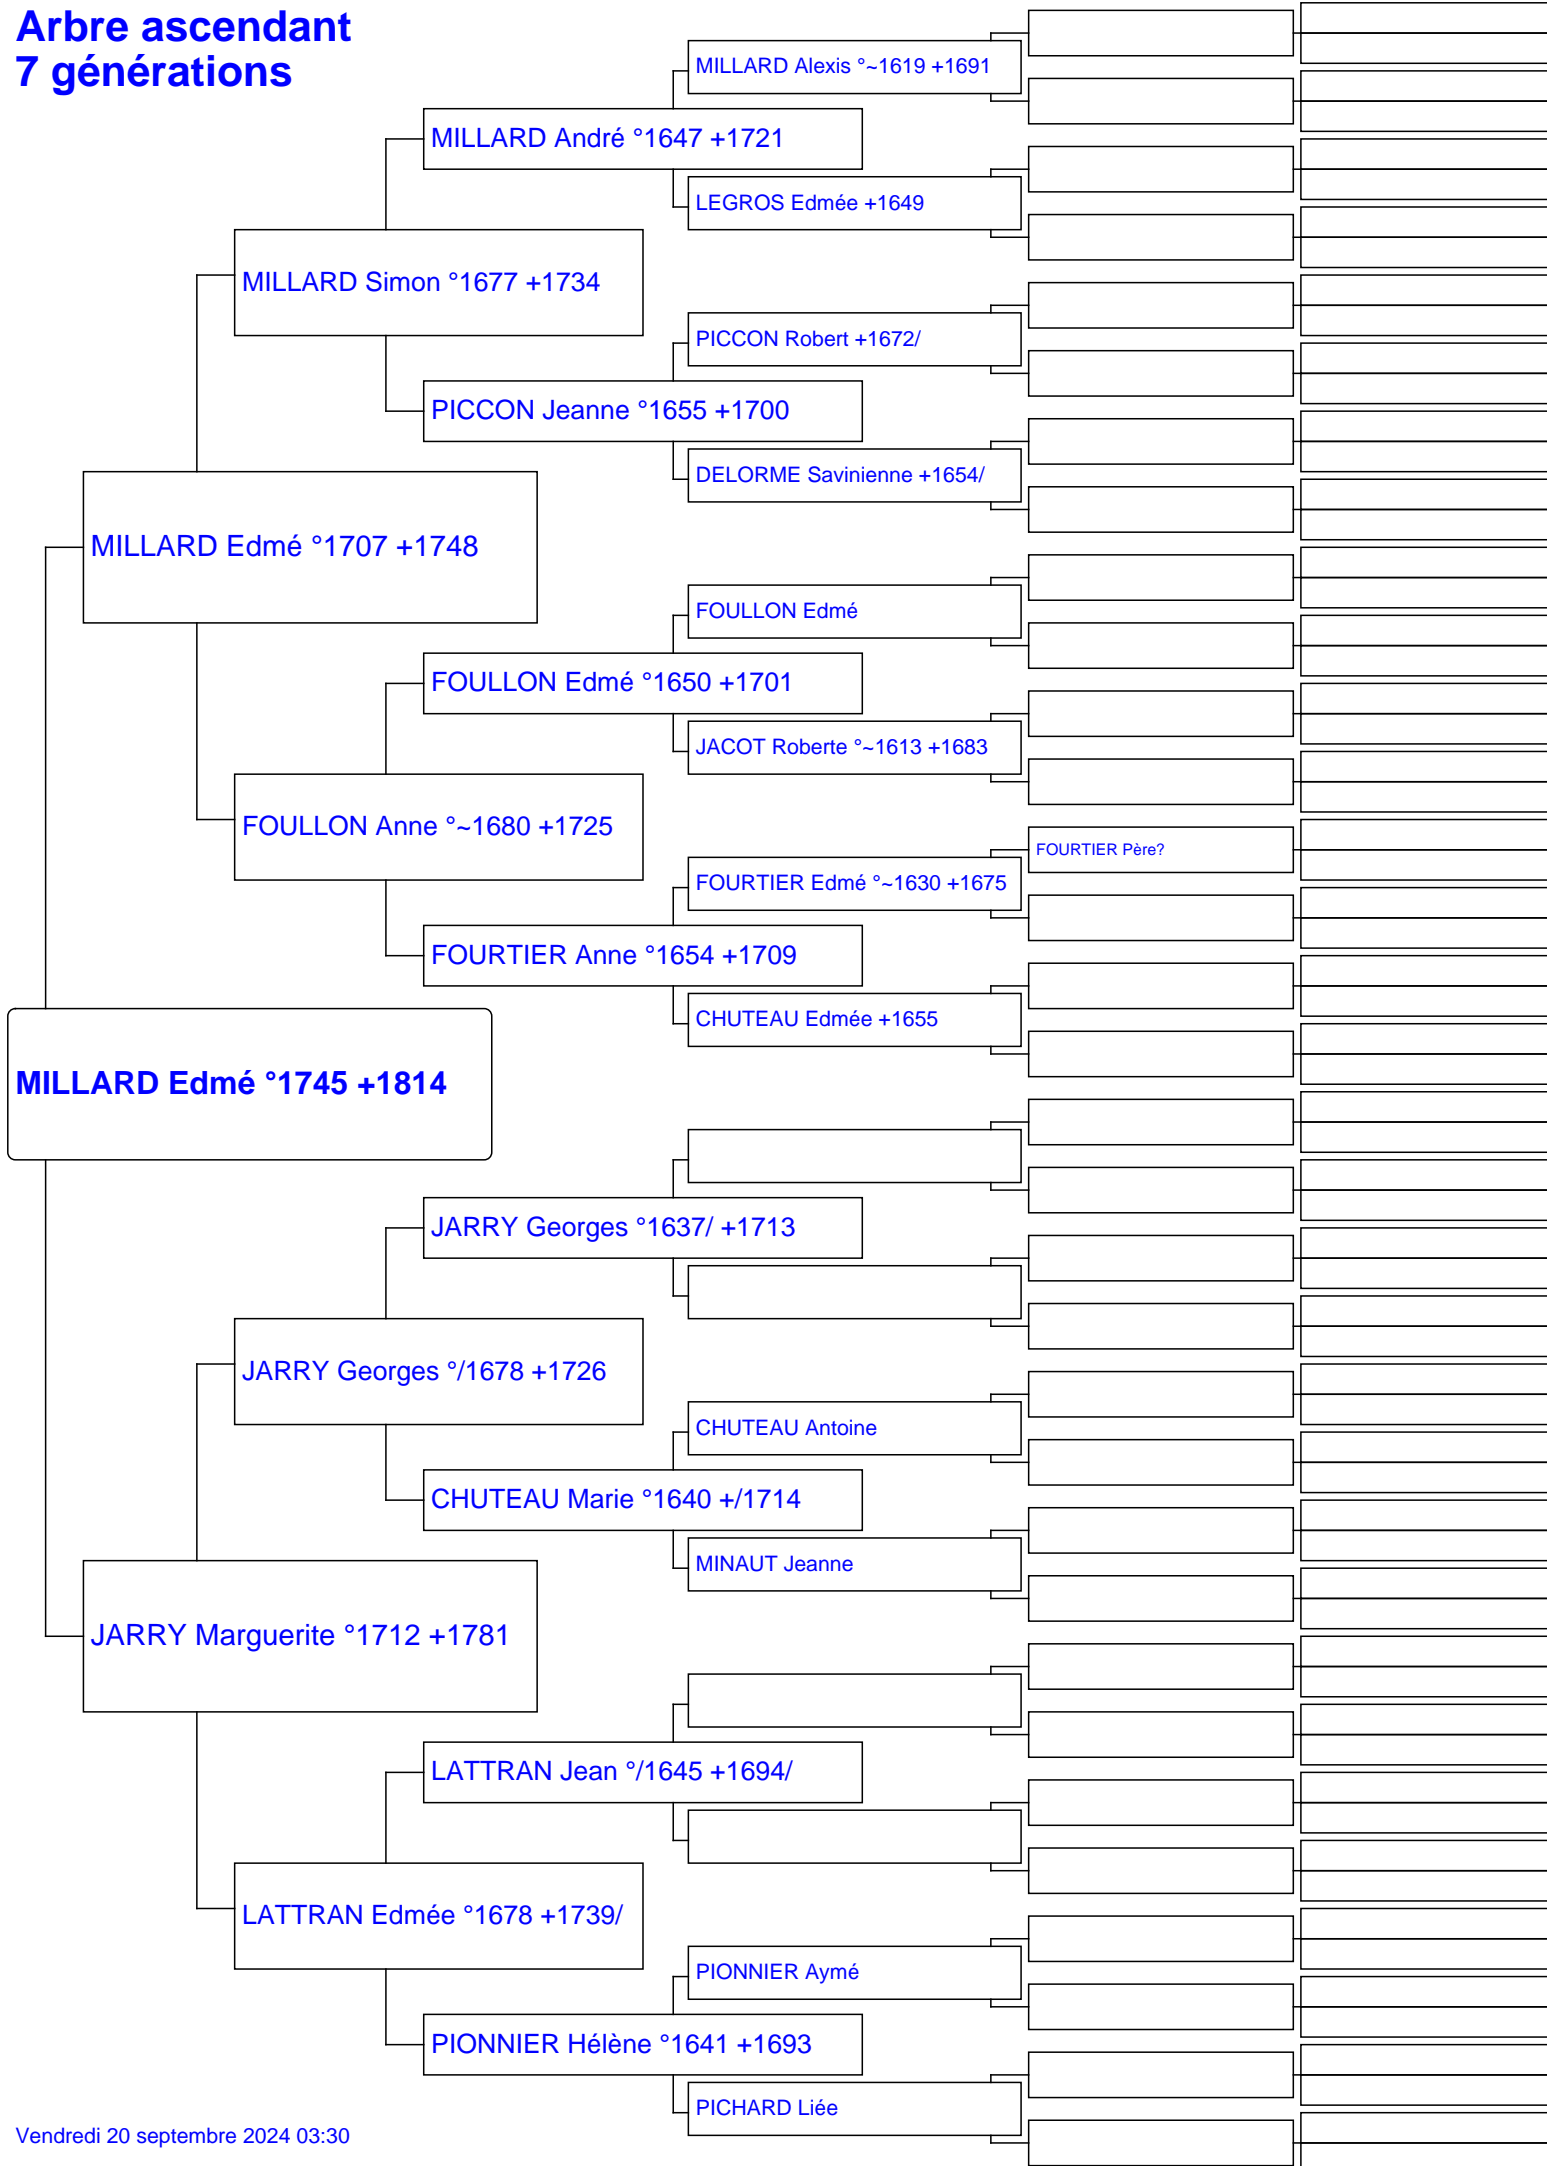 Arbre ascendant
7 générations
MILLARD Alexis °~1619 +1691
MILLARD André °1647 +1721
LEGROS Edmée +1649
MILLARD Simon °1677 +1734
PICCON Robert +1672/
PICCON Jeanne °1655 +1700
DELORME Savinienne +1654/
MILLARD Edmé °1707 +1748
FOULLON Edmé
FOULLON Edmé °1650 +1701
JACOT Roberte °~1613 +1683
FOULLON Anne °~1680 +1725
FOURTIER Père?
FOURTIER Edmé °~1630 +1675
FOURTIER Anne °1654 +1709
CHUTEAU Edmée +1655
MILLARD Edmé °1745 +1814
JARRY Georges °1637/ +1713
JARRY Georges °/1678 +1726
CHUTEAU Antoine
CHUTEAU Marie °1640 +/1714
MINAUT Jeanne
JARRY Marguerite °1712 +1781
LATTRAN Jean °/1645 +1694/
LATTRAN Edmée °1678 +1739/
PIONNIER Aymé
PIONNIER Hélène °1641 +1693
PICHARD Liée
Vendredi 20 septembre 2024 03:30